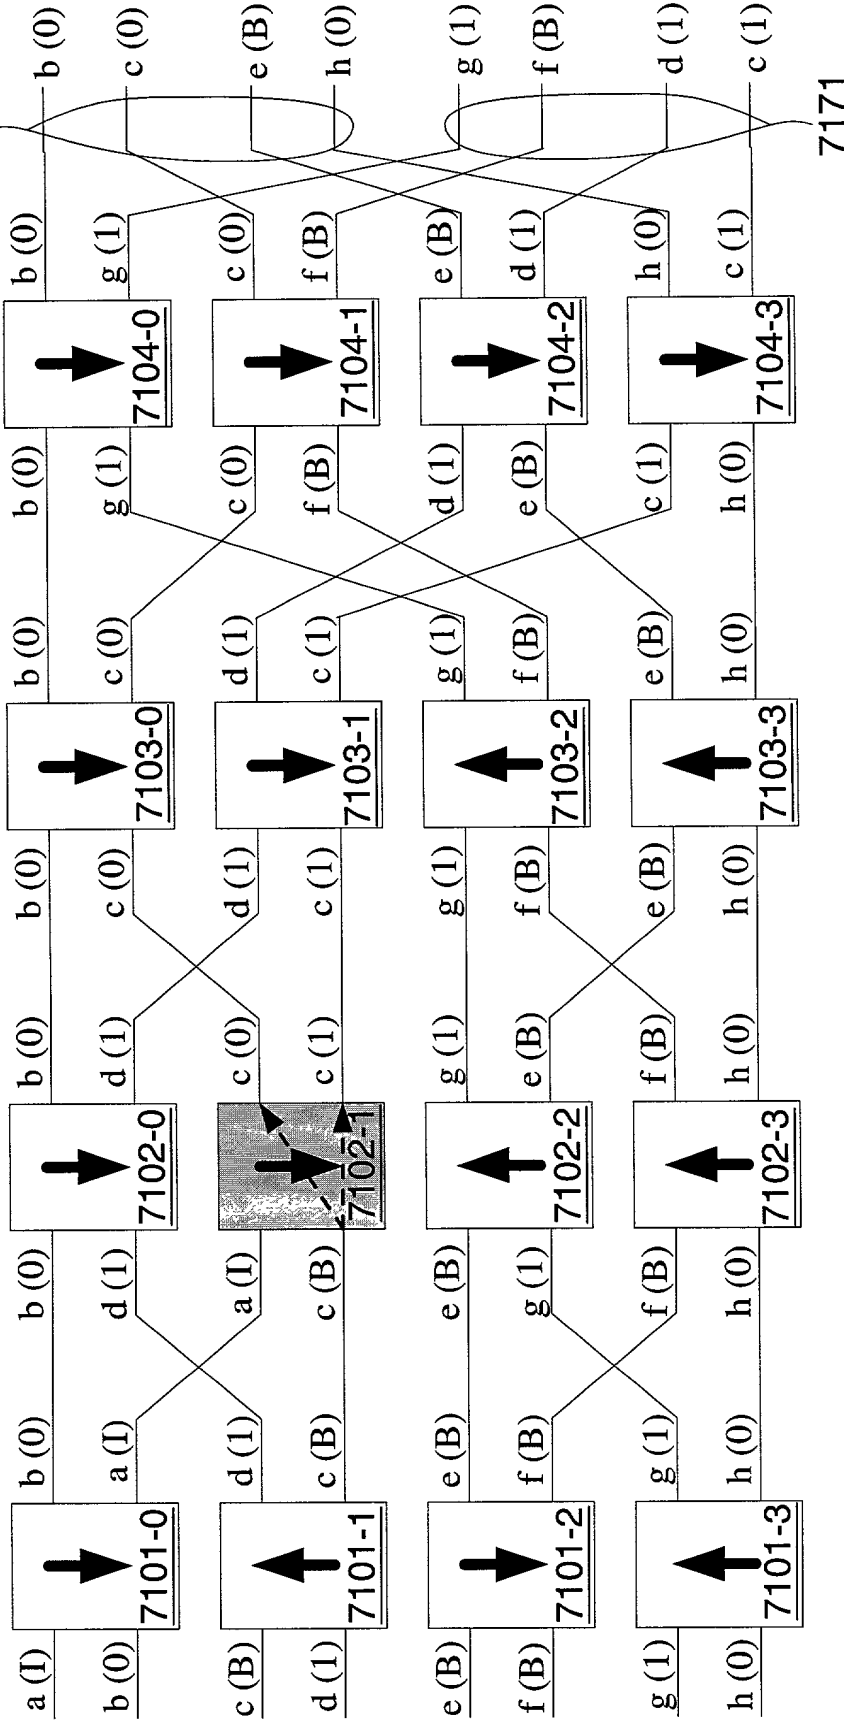 a (I) b (0) b (0) b (0) b (0) b (0) b (0) b (0) b (0)
b (0) a (I) d (1) d (1) c (0) c (0) g (1) g (1) c (0)
7101-0 7102-0 7103-0 7104-0
c (B) d (1) a (I) c (0) d (1) d (1) c (0) c (0) e (B)
d (1) c (B) c (B) c (1) c (1) c (1) f (B) f (B) h (0)
7101-1 7102-1 7103-1 7104-1
e (B) e (B) e (B) g (1) g (1) g (1) d (1) e (B) g (1)
f (B) f (B) g (1) e (B) f (B) f (B) e (B) d (1) f (B)
7101-2 7102-2 7103-2 7104-2
g (1) g (1) f (B) f (B) e (B) e (B) c (1) h (0) d (1)
h (0) h (0) h (0) h (0) h (0) h (0) h (0) c (1) c (1)
7101-3 7102-3 7103-3 7104-3
7171